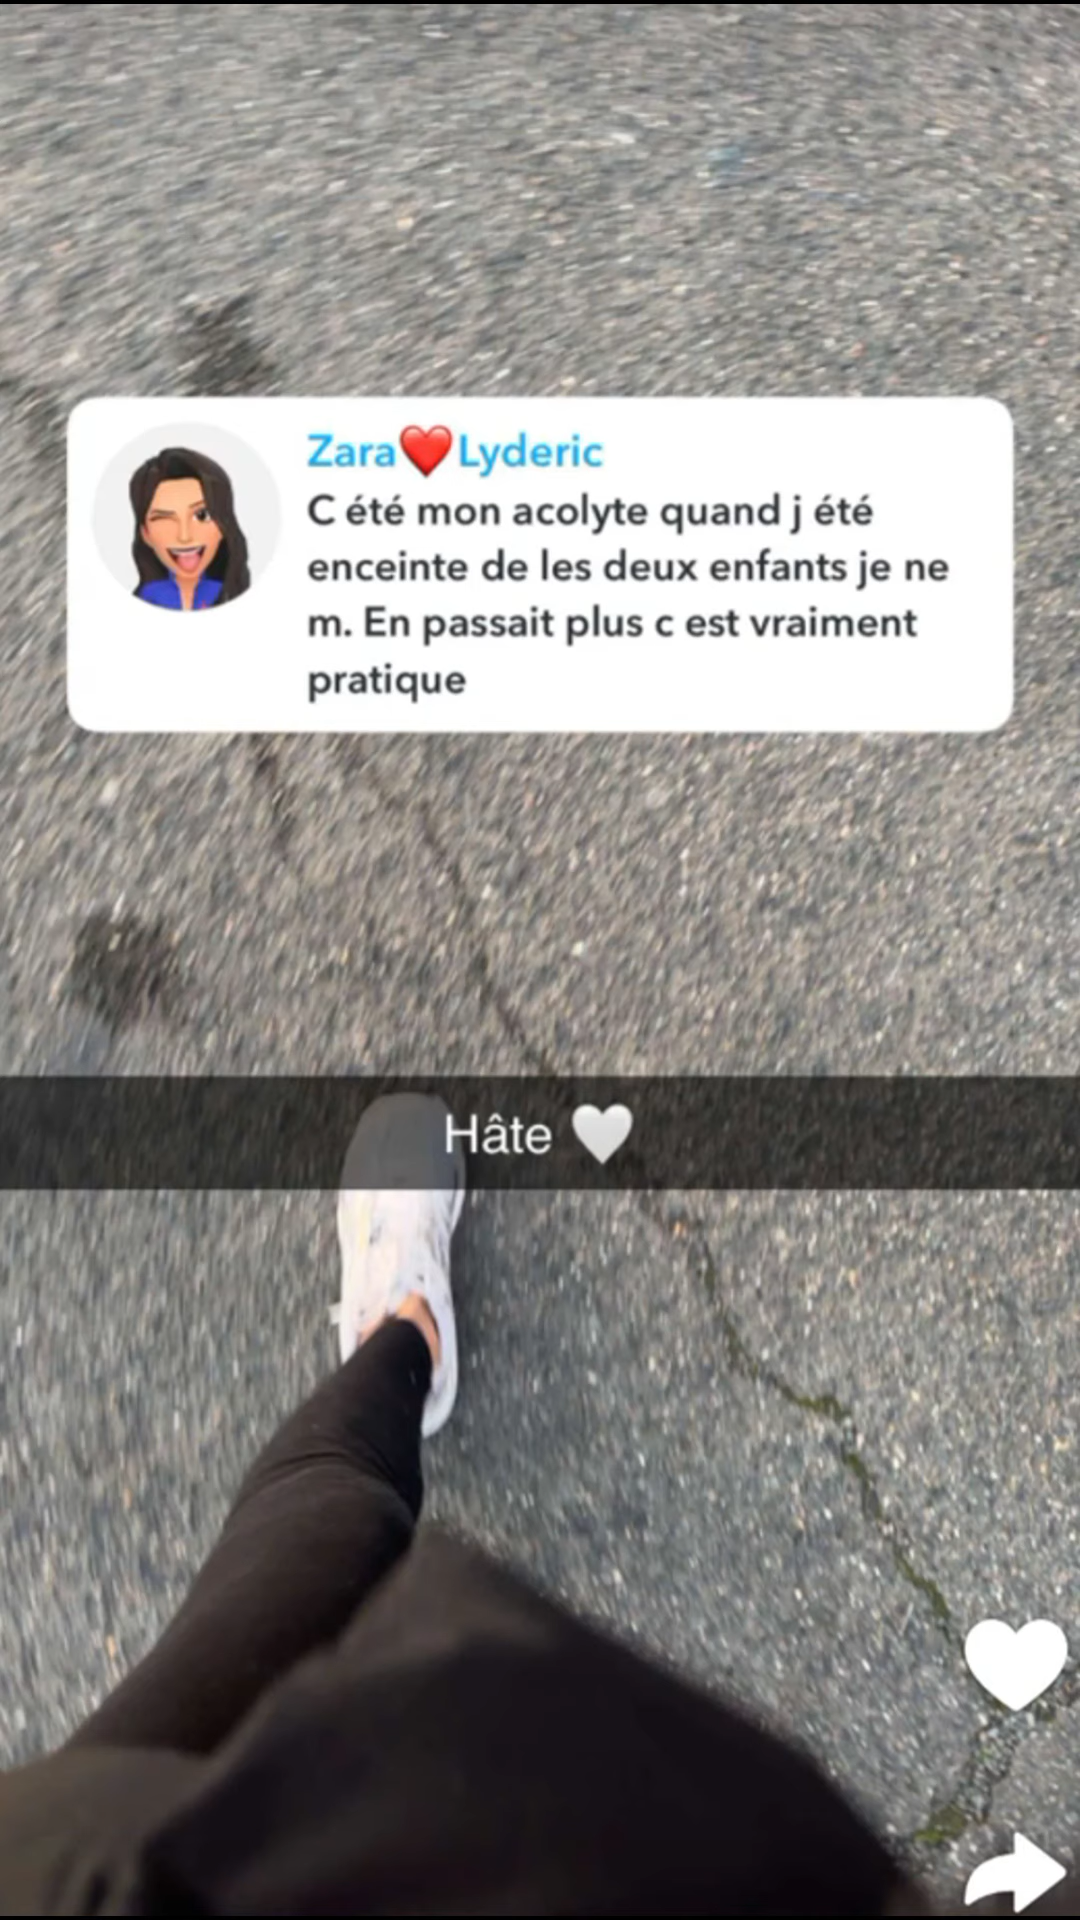 Zara❤️Lyderic
C été mon acolyte quand j été
enceinte de les deux enfants je ne
m. En passait plus c est vraiment
pratique
Hâte 🤍